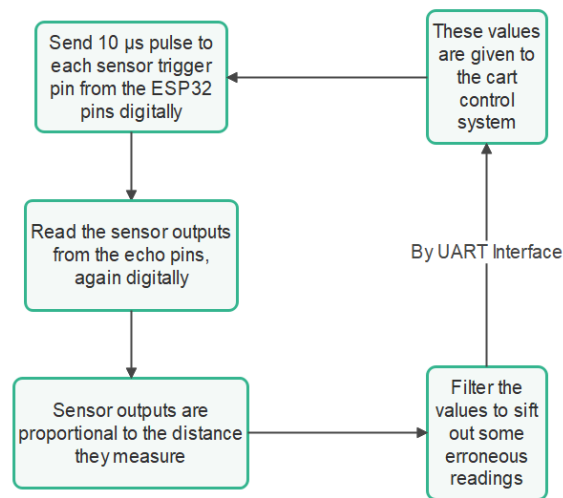 Send 10 µs pulse to
each sensor trigger
pin from the ESP32
pins digitally
Read the sensor outputs
from the echo pins,
again digitally
Sensor outputs are
proportional to the distance
they measure
Filter the
values to sift
out some
erroneous
readings
By UART Interface
These values
are given to
the cart
control
system